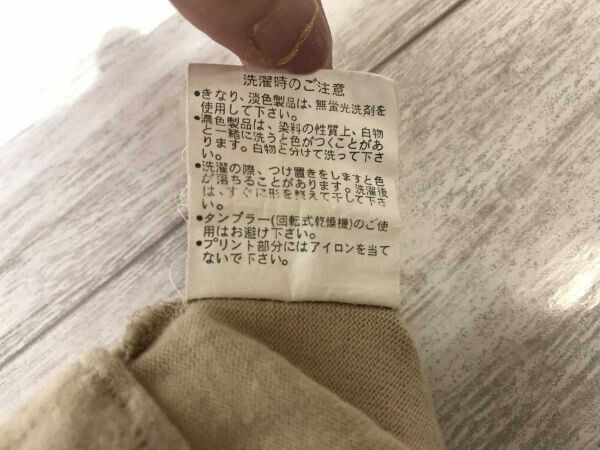 洗濯時のご注意
●きなり、淡色製品は、無蛍光洗剤を
使用して下さい。
●濃色製品は、染料の性質上、白物
と一緒に洗うと色がつくことがあ
ります。白物と分けて洗って下さ
い。
●洗濯の際、つけ置きをしますと色
が落ちることがあります。洗濯後
は、すぐに形を整えて干して下さ
い。
●タンブラー(回転式乾燥機)のご使
用はお避け下さい。
●プリント部分にはアイロンを当て
ないで下さい。